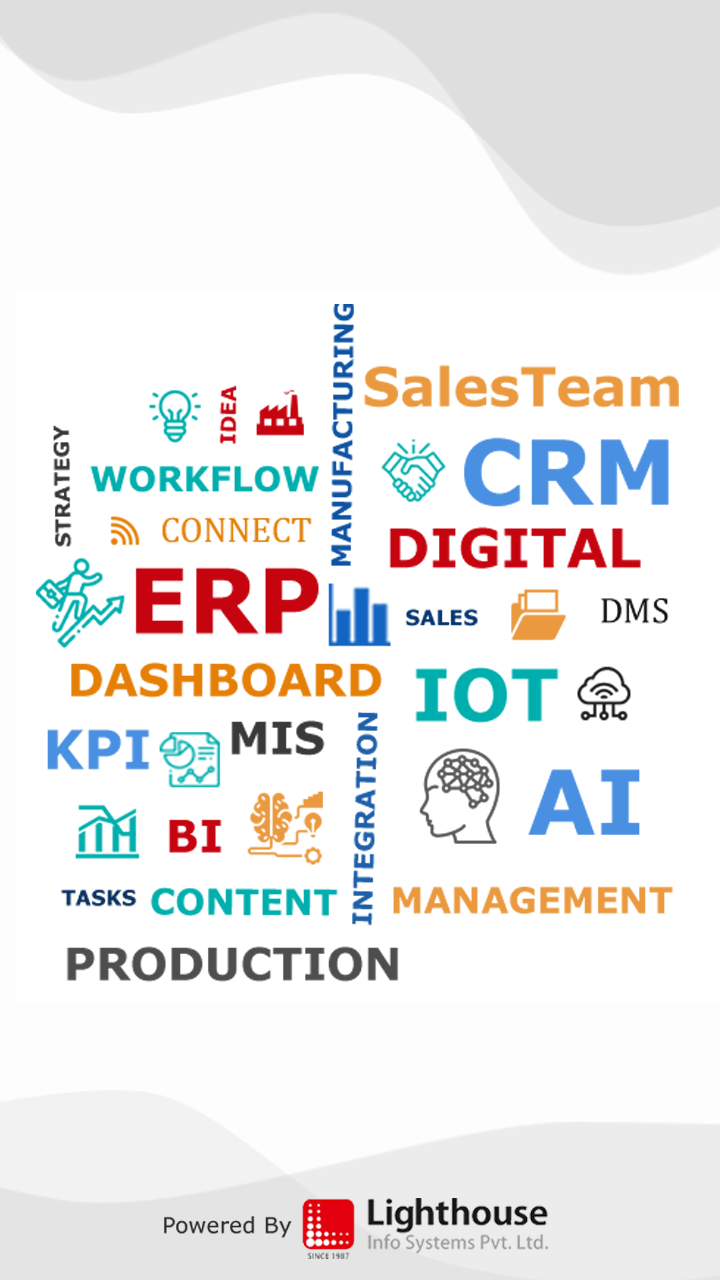 MANUFACTURING
SalesTeam
IDEA
STRATEGY
WORKFLOW
CRM
CONNECT
DIGITAL
ERP
SALES
DMS
DASHBOARD
IOT
KPI
MIS
INTEGRATION
AI
BI
TASKS
CONTENT
MANAGEMENT
PRODUCTION
Powered By
Lighthouse
Info Systems Pvt. Ltd.
SINCE 1987